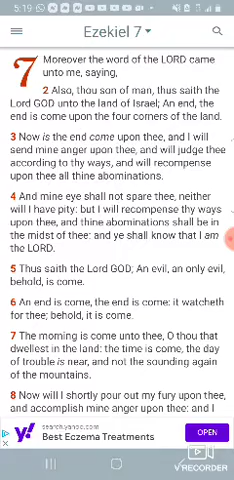 5:19
51%
Ezekiel 7
7 Moreover the word of the LORD came
unto me, saying,
2 Also, thou son of man, thus saith the
Lord GOD unto the land of Israel; An end, the
end is come upon the four corners of the land.
3 Now is the end come upon thee, and I will
send mine anger upon thee, and will judge thee
according to thy ways, and will recompense
upon thee all thine abominations.
4 And mine eye shall not spare thee, neither
will I have pity: but I will recompense thy ways
upon thee, and thine abominations shall be in
the midst of thee: and ye shall know that I am
the LORD.
5 Thus saith the Lord GOD; An evil, an only evil,
behold, is come.
6 An end is come, the end is come: it watcheth
for thee; behold, it is come.
7 The morning is come unto thee, O thou that
dwellest in the land: the time is come, the day
of trouble is near, and not the sounding again
of the mountains.
8 Now will I shortly pour out my fury upon thee,
and accomplish mine anger upon thee: and I
y!
search.yahoo.com
Best Eczema Treatments
OPEN
RECORDER